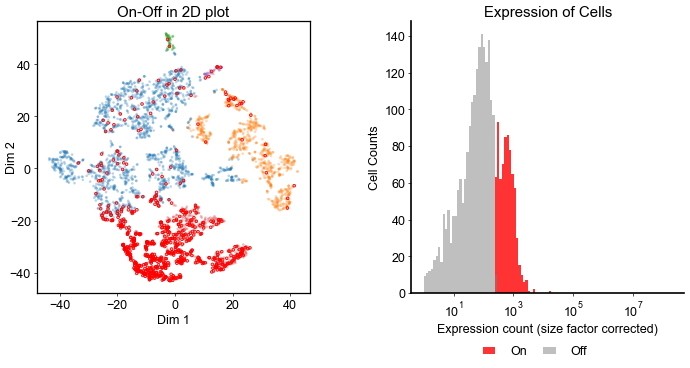 On-Off in 2D plot
Dim 2
40
20
0
−20
−40
−40 −20 0 20 40
Dim 1
Expression of Cells
Cell Counts
140
120
100
80
60
40
20
0
10^1 10^3 10^5 10^7
Expression count (size factor corrected)
On Off